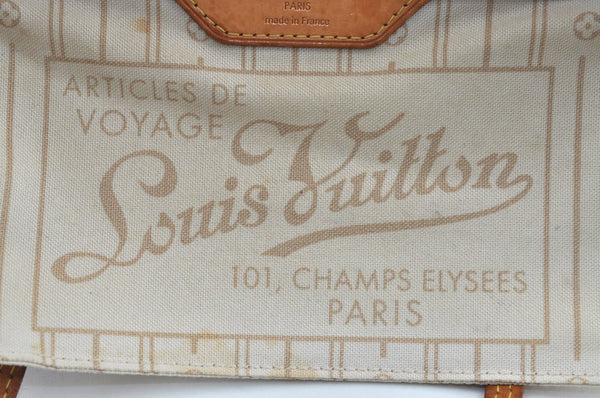 PARIS
made in France
ARTICLES DE
VOYAGE
Louis Vuitton
101, CHAMPS ELYSEES
PARIS